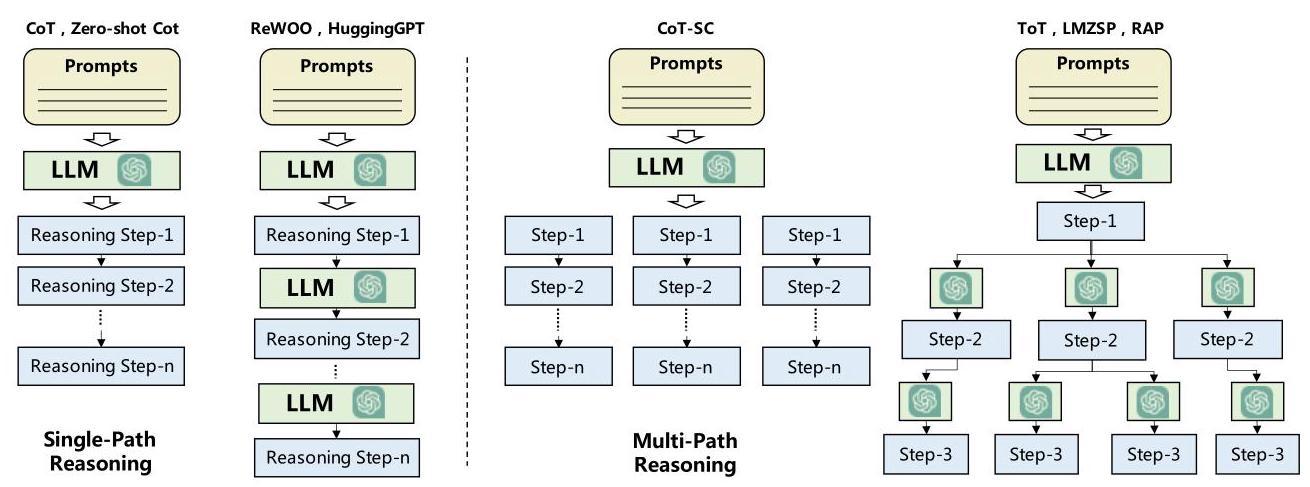 CoT , Zero-shot Cot
Prompts
LLM
Reasoning Step-1
Reasoning Step-2
Reasoning Step-n
Single-Path
Reasoning
ReWOO , HuggingGPT
Prompts
LLM
Reasoning Step-1
LLM
Reasoning Step-2
LLM
Reasoning Step-n
CoT-SC
Prompts
LLM
Step-1
Step-1
Step-1
Step-2
Step-2
Step-2
Step-n
Step-n
Step-n
Multi-Path
Reasoning
ToT , LMZSP , RAP
Prompts
LLM
Step-1
Step-2
Step-2
Step-2
Step-3
Step-3
Step-3
Step-3